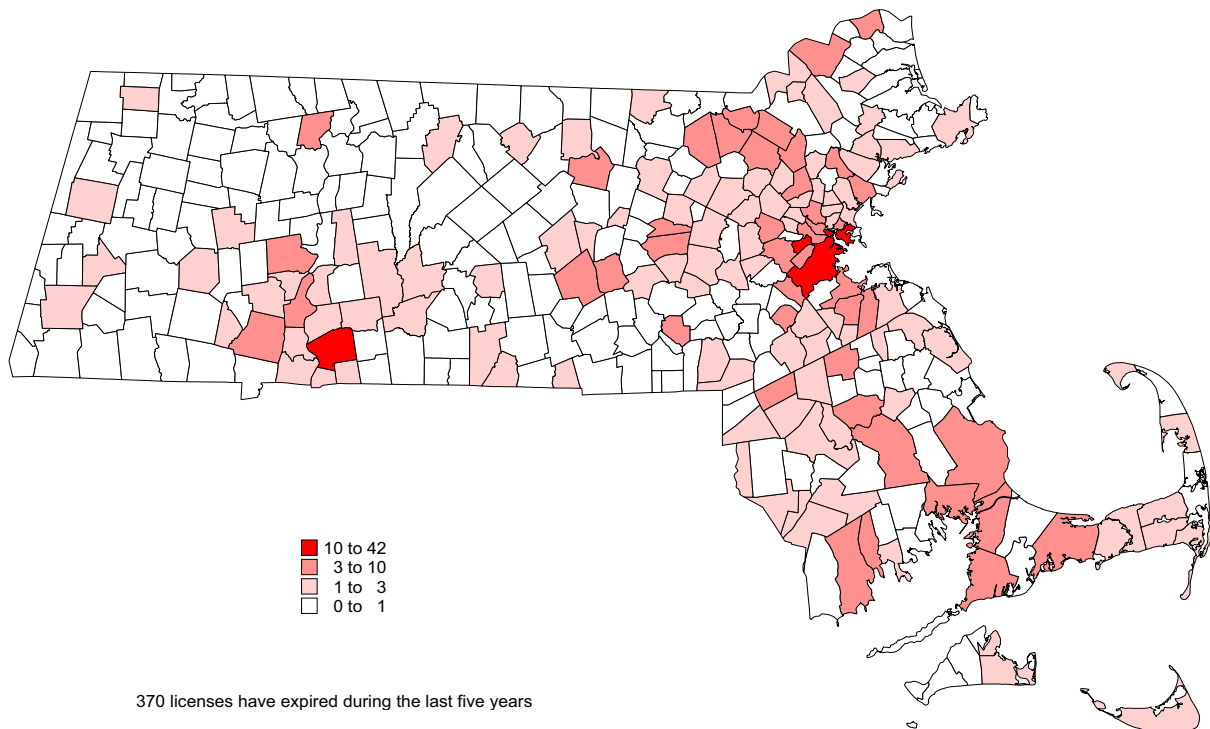 10 to 42
3 to 10
1 to 3
0 to 1
370 licenses have expired during the last five years